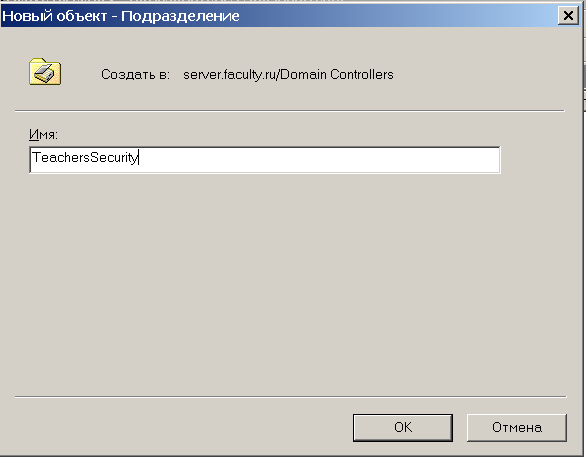 Новый объект - Подразделение
Создать в: server.faculty.ru/Domain Controllers
Имя:
TeachersSecurity
OK
Отмена